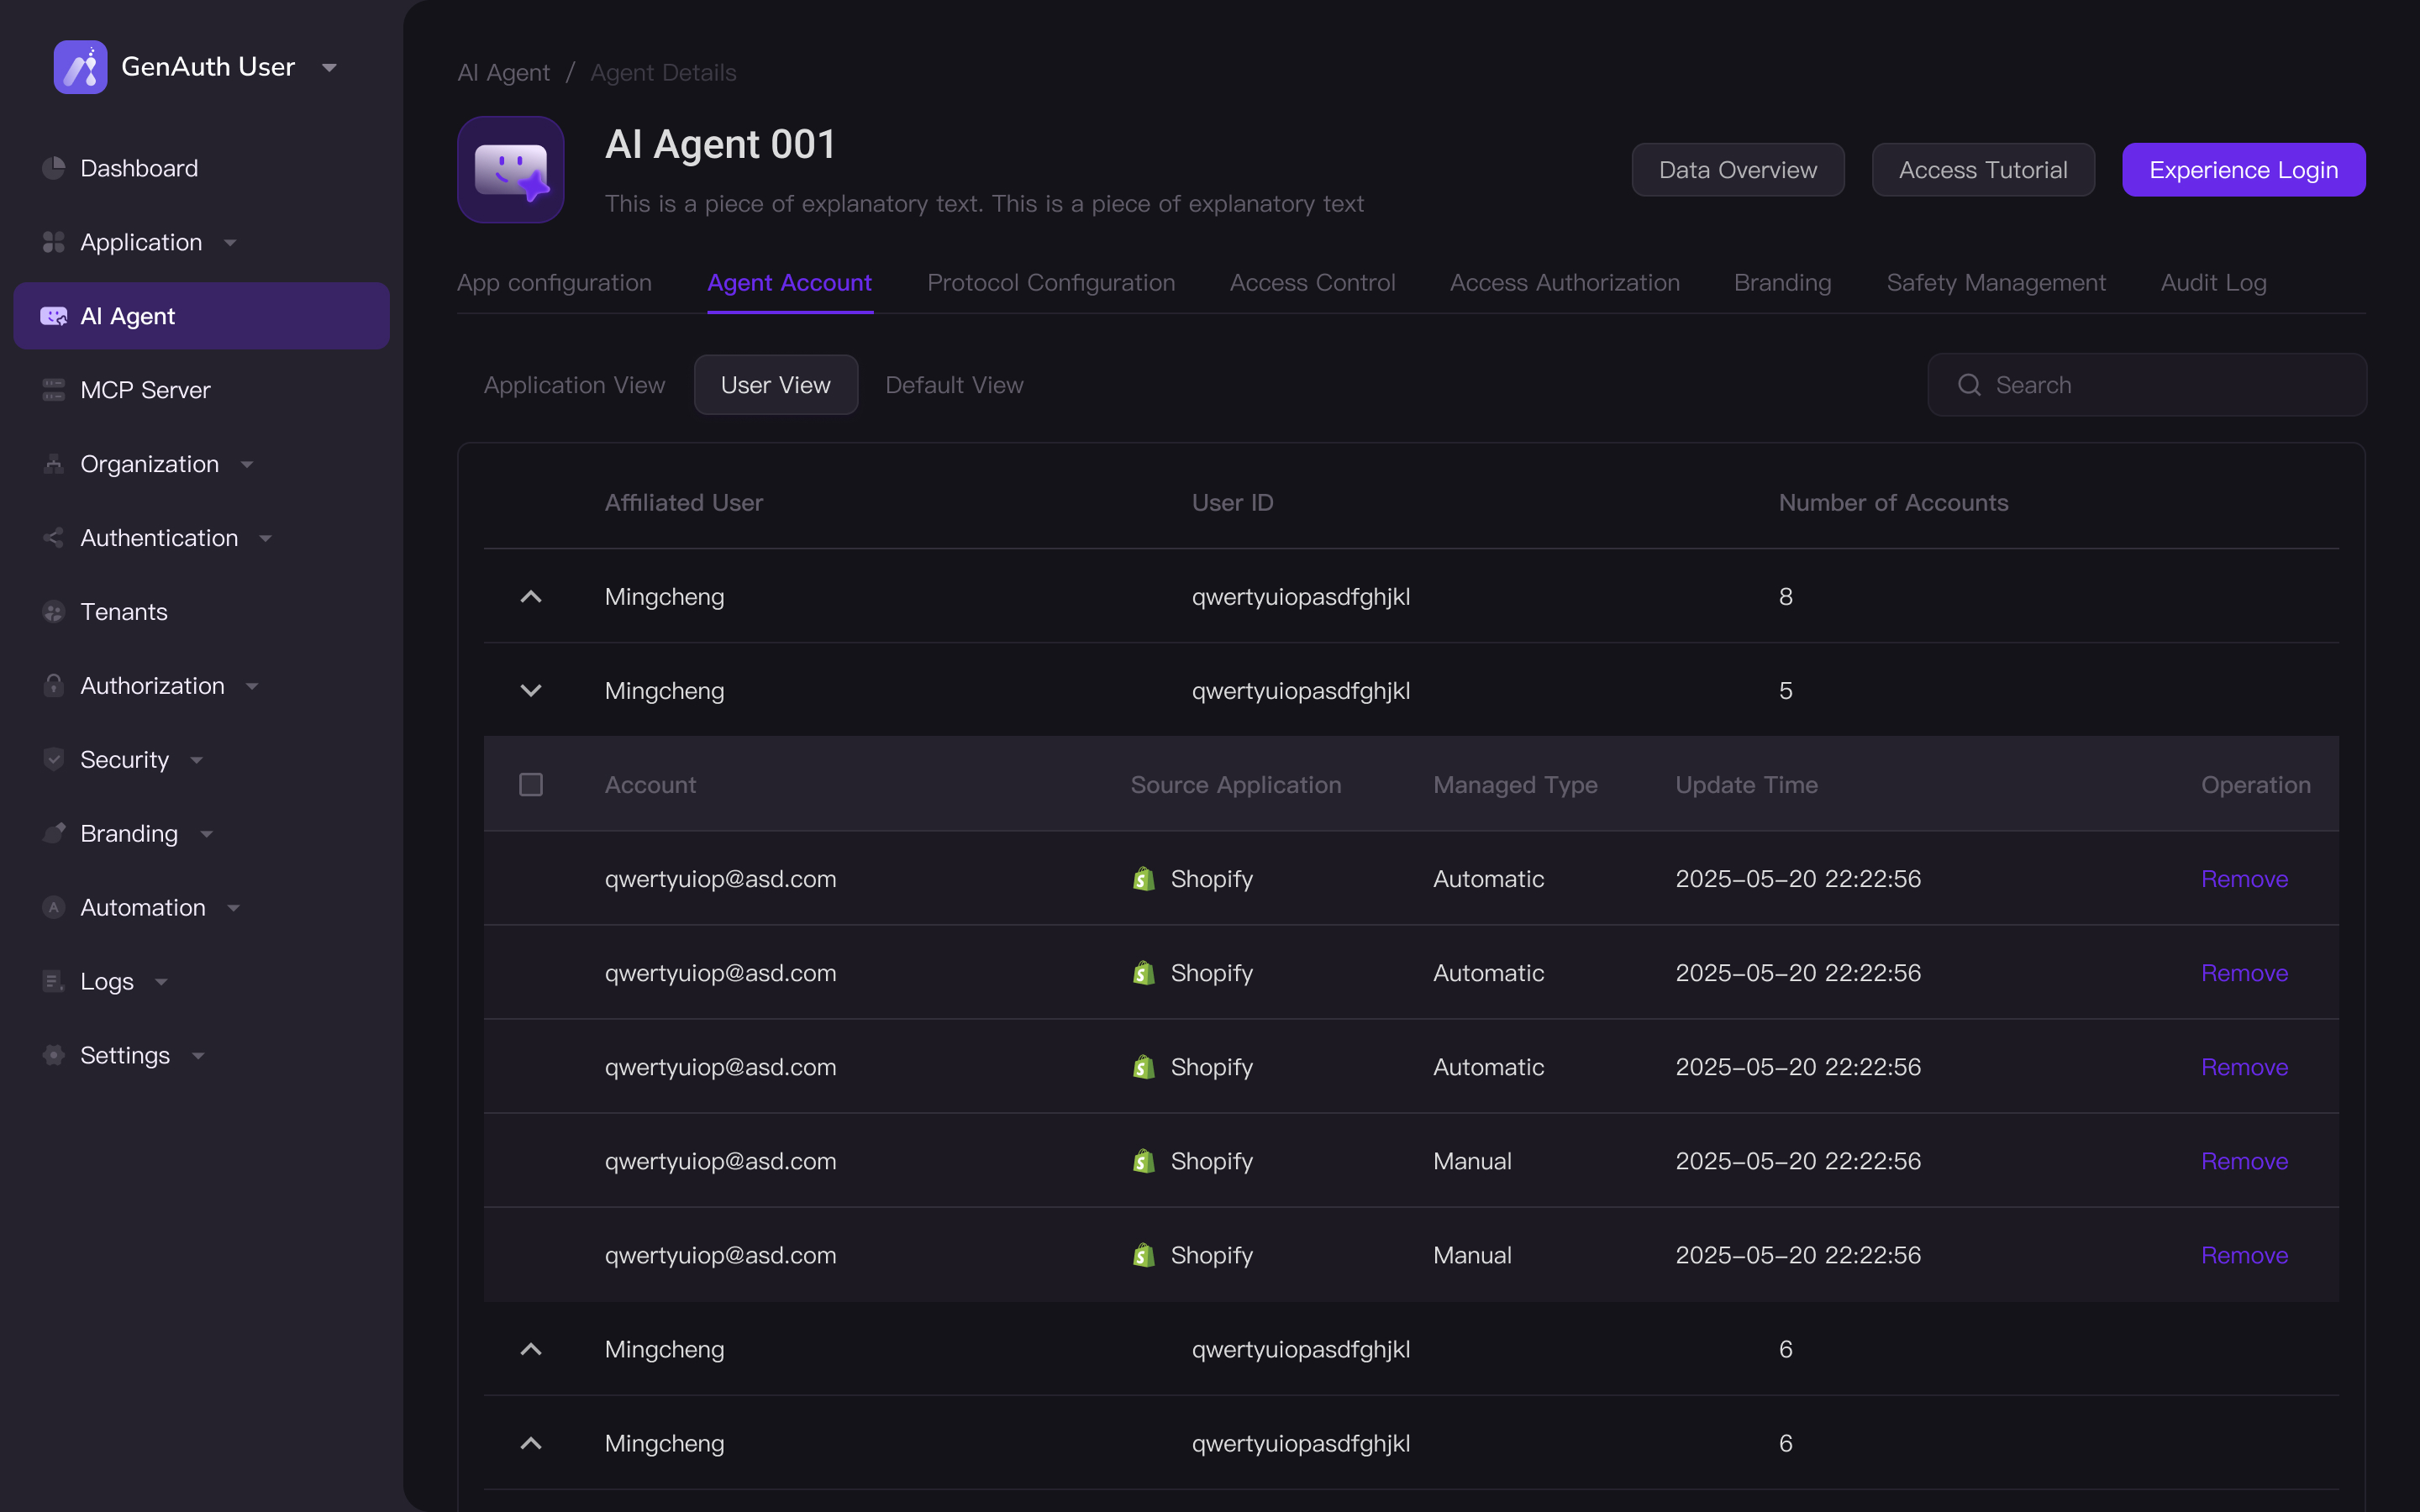 GenAuth User
Dashboard
Application
AI Agent
MCP Server
Organization
Authentication
Tenants
Authorization
Security
Branding
Automation
Logs
Settings
AI Agent / Agent Details
AI Agent 001
This is a piece of explanatory text. This is a piece of explanatory text
Data Overview Access Tutorial Experience Login
App configuration Agent Account Protocol Configuration Access Control Access Authorization Branding Safety Management Audit Log
Application View User View Default View Search
Affiliated User User ID Number of Accounts
Mingcheng qwertyuiopasdfghjkl 8
Mingcheng qwertyuiopasdfghjkl 5
Account Source Application Managed Type Update Time Operation
qwertyuiop@asd.com Shopify Automatic 2025-05-20 22:22:56 Remove
qwertyuiop@asd.com Shopify Automatic 2025-05-20 22:22:56 Remove
qwertyuiop@asd.com Shopify Automatic 2025-05-20 22:22:56 Remove
qwertyuiop@asd.com Shopify Manual 2025-05-20 22:22:56 Remove
qwertyuiop@asd.com Shopify Manual 2025-05-20 22:22:56 Remove
Mingcheng qwertyuiopasdfghjkl 6
Mingcheng qwertyuiopasdfghjkl 6